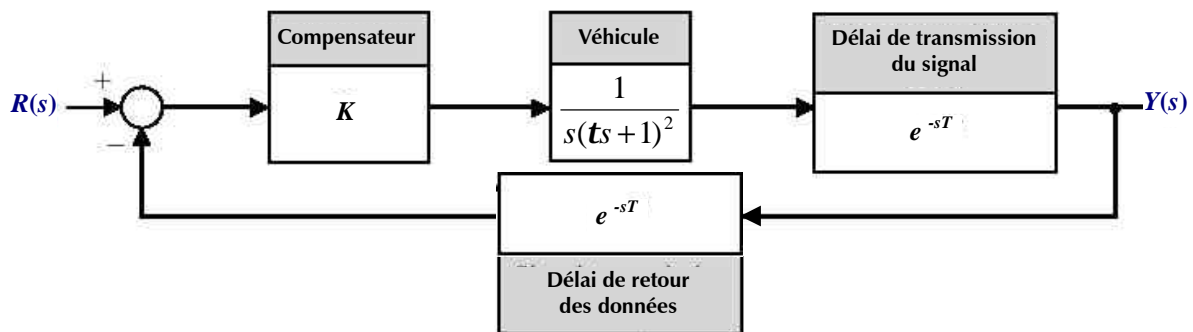 Compensateur
Véhicule
Délai de transmission
du signal
R(s)
+
−
K
1
s(ts + 1)²
e⁻ˢᵀ
Y(s)
e⁻ˢᵀ
Délai de retour
des données